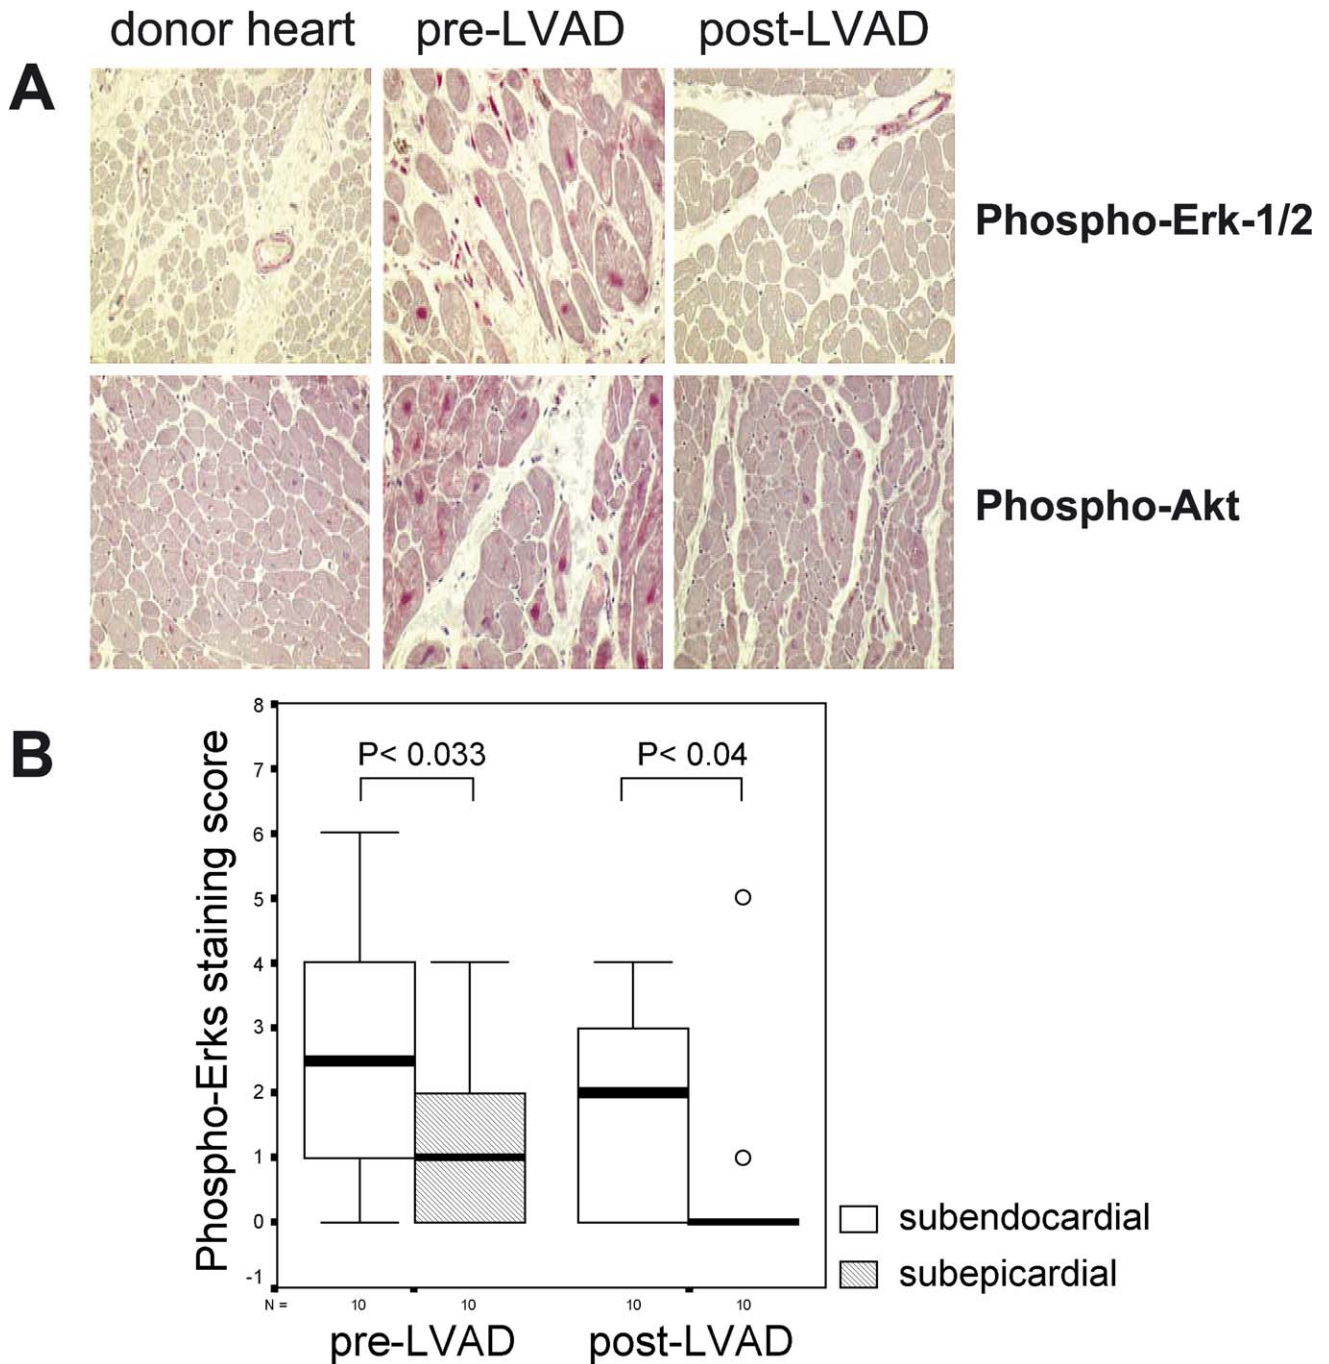 donor heart pre-LVAD post-LVAD
A
Phospho-Erk-1/2
Phospho-Akt
B
Phospho-Erks staining score
8
7
6
5
4
3
2
1
0
-1
P< 0.033 P< 0.04
N = 10 10 10 10
pre-LVAD post-LVAD
subendocardial
subepicardial